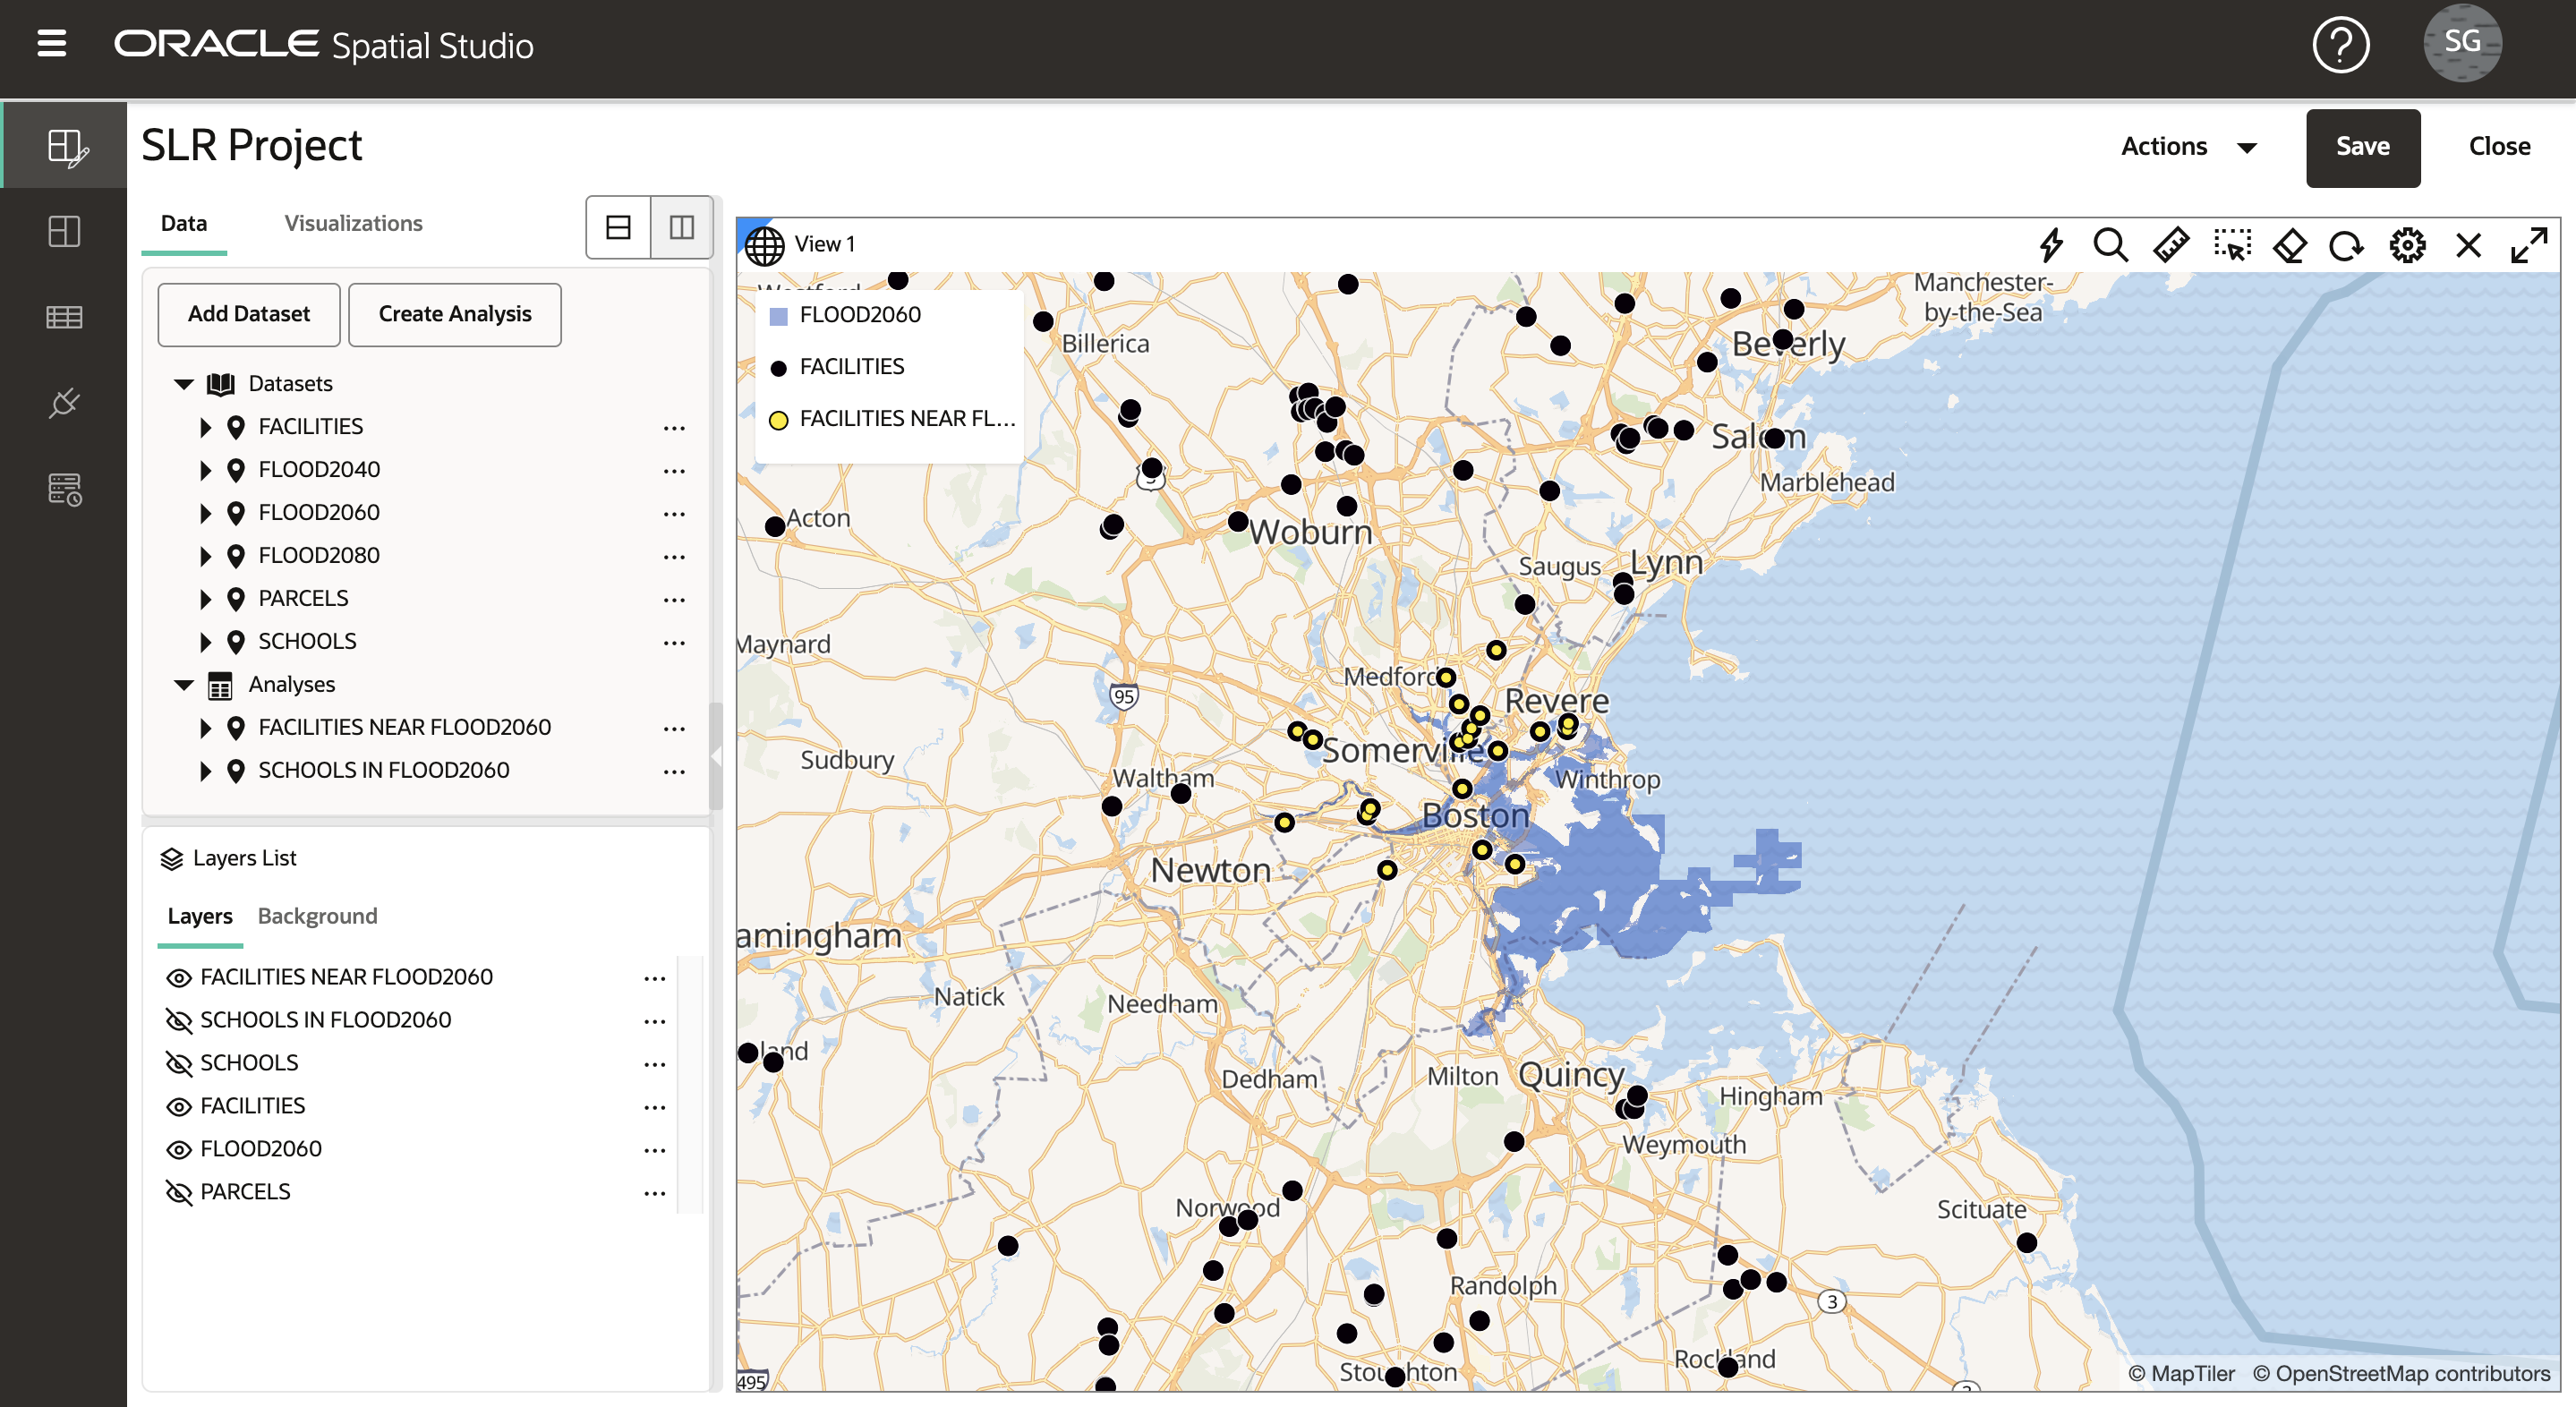 ORACLE Spatial Studio
SG
SLR Project
Actions
Save
Close
Data
Visualizations
Add Dataset
Create Analysis
Datasets
FACILITIES
FLOOD2040
FLOOD2060
FLOOD2080
PARCELS
SCHOOLS
Analyses
FACILITIES NEAR FLOOD2060
SCHOOLS IN FLOOD2060
Layers List
Layers
Background
FACILITIES NEAR FLOOD2060
SCHOOLS IN FLOOD2060
SCHOOLS
FACILITIES
FLOOD2060
PARCELS
View 1
FLOOD2060
FACILITIES
FACILITIES NEAR FL...
Manchester-
by-the-Sea
Billerica
Beverly
Salem
Marblehead
Acton
Woburn
Saugus
Lynn
Maynard
Medford
95
Revere
Somerville
Sudbury
Waltham
Winthrop
Boston
Newton
amingham
Natick
Needham
land
Dedham
Milton
Quincy
Hingham
Weymouth
Norwood
Scituate
Randolph
3
Rockland
Stoughton
495
© MapTiler © OpenStreetMap contributors